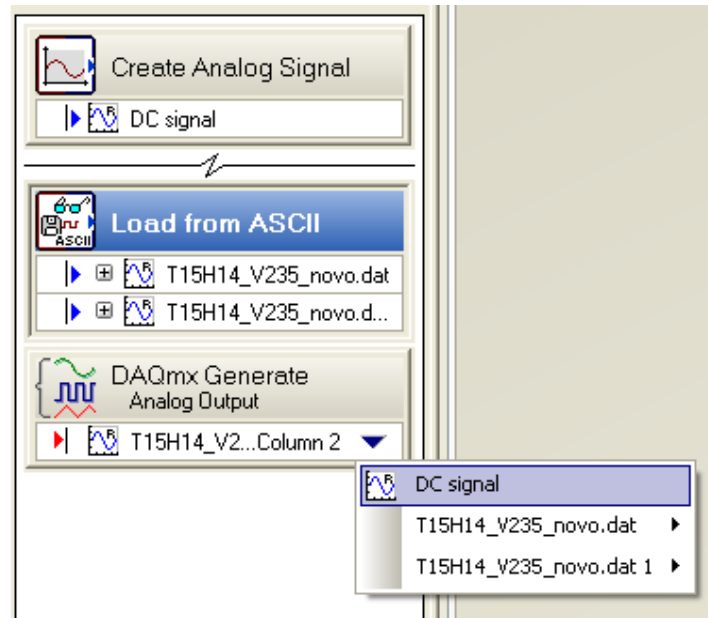 Create Analog Signal
DC signal
ASCII
Load from ASCII
T15H14_V235_novo.dat
T15H14_V235_novo.d...
DAQmx Generate
Analog Output
T15H14_V2...Column 2
DC signal
T15H14_V235_novo.dat
T15H14_V235_novo.dat 1